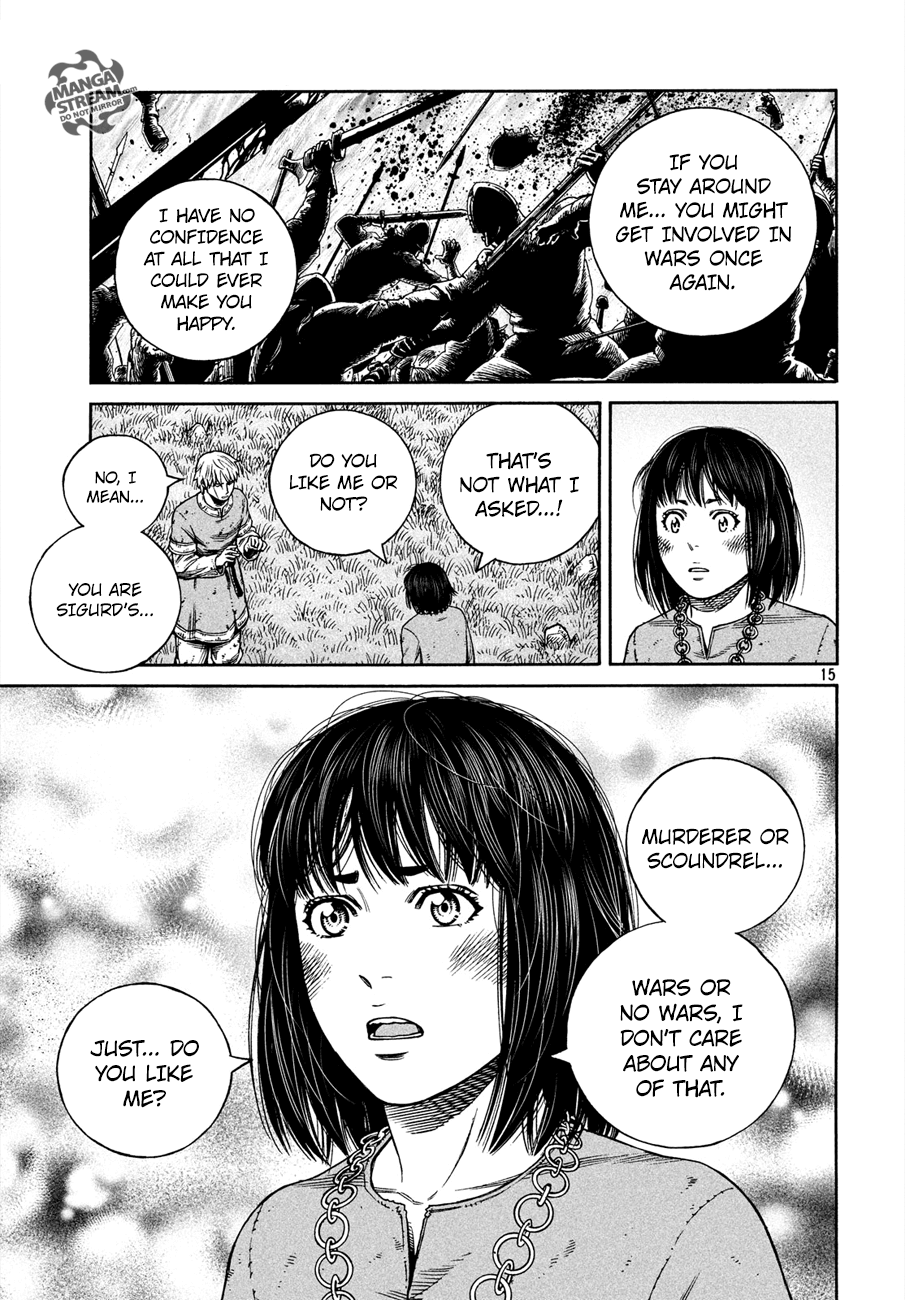 MANGA
STREAM.com
DO NOT MIRROR
IF YOU
STAY AROUND
ME... YOU MIGHT
GET INVOLVED IN
WARS ONCE
AGAIN.
I HAVE NO
CONFIDENCE
AT ALL THAT I
COULD EVER
MAKE YOU
HAPPY.
THAT'S
NOT WHAT I
ASKED...!
DO YOU
LIKE ME OR
NOT?
NO, I
MEAN...
YOU ARE
SIGURD'S...
15
MURDERER OR
SCOUNDREL...
WARS OR
NO WARS, I
DON'T CARE
ABOUT ANY
OF THAT.
JUST... DO
YOU LIKE
ME?